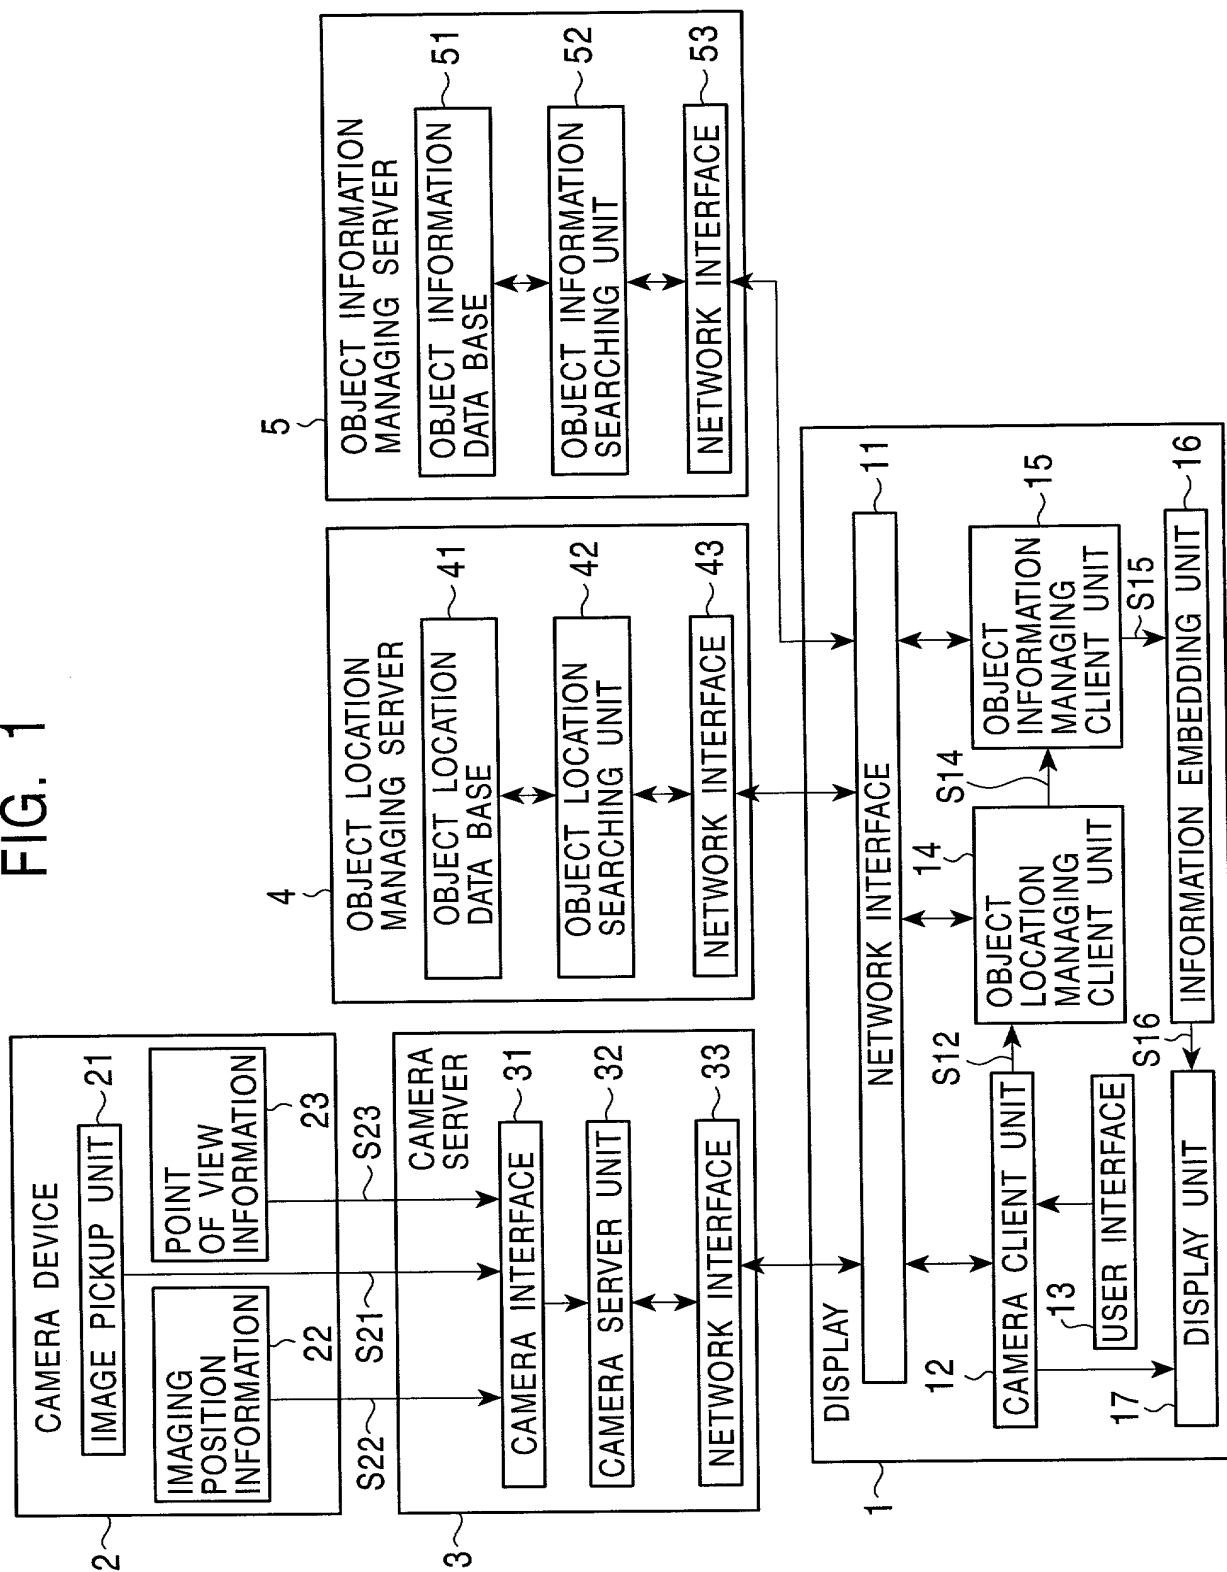 FIG. 1
2
CAMERA DEVICE
IMAGE PICKUP UNIT
21
IMAGING
POSITION
INFORMATION
22
POINT
OF VIEW
INFORMATION
23
S22
S21
S23
3
CAMERA
SERVER
CAMERA INTERFACE
31
CAMERA SERVER UNIT
32
NETWORK INTERFACE
33
4
OBJECT LOCATION
MANAGING SERVER
OBJECT LOCATION
DATA BASE
41
OBJECT LOCATION
SEARCHING UNIT
42
NETWORK INTERFACE
43
5
OBJECT INFORMATION
MANAGING SERVER
OBJECT INFORMATION
DATA BASE
51
OBJECT INFORMATION
SEARCHING UNIT
52
NETWORK INTERFACE
53
1
DISPLAY
NETWORK INTERFACE
11
12
CAMERA CLIENT UNIT
S12
14
OBJECT
LOCATION
MANAGING
CLIENT UNIT
S14
OBJECT
INFORMATION
MANAGING
CLIENT UNIT
15
13
USER INTERFACE
S15
17
DISPLAY UNIT
S16
INFORMATION EMBEDDING UNIT
16